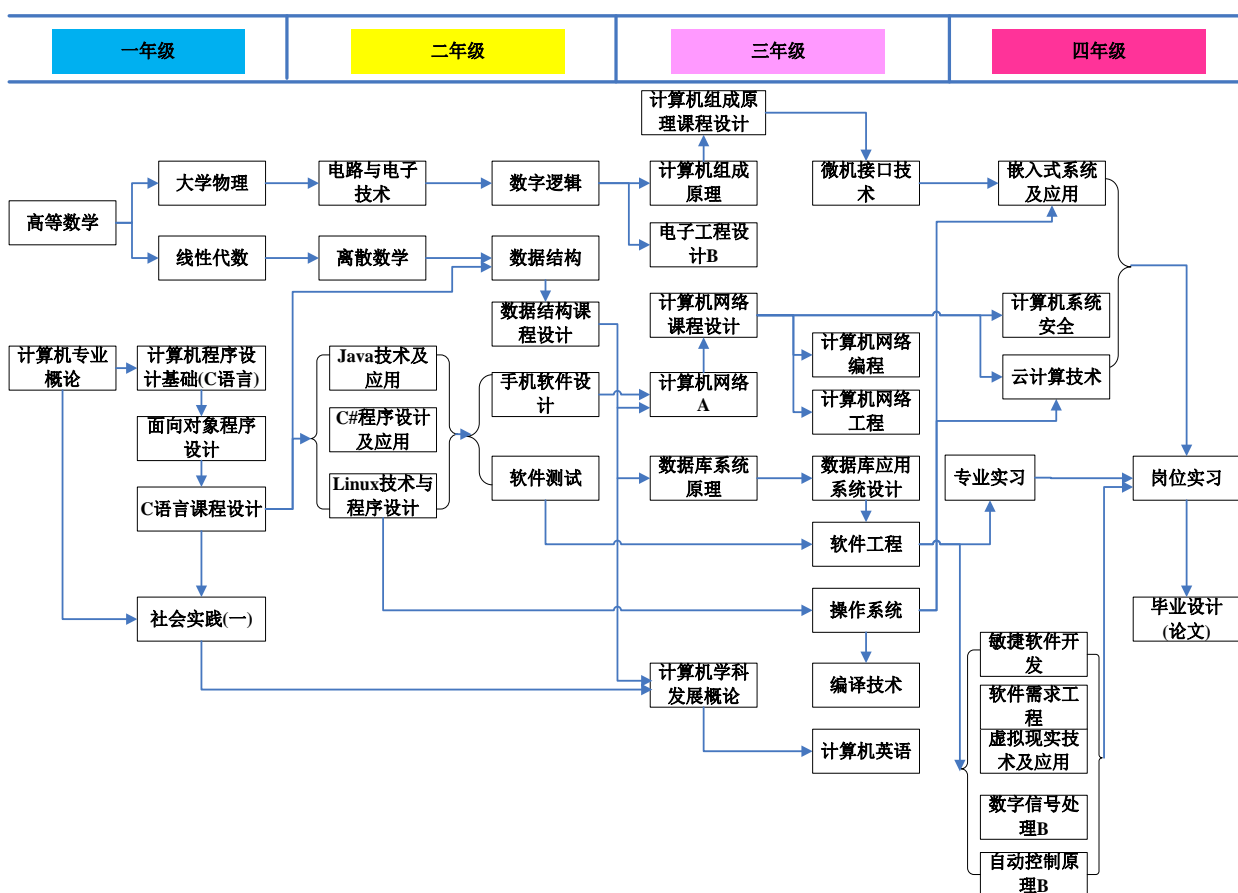 一年级
二年级
三年级
四年级
计算机组成原
理课程设计
大学物理
电路与电子
技术
数字逻辑
计算机组成
原理
微机接口技
术
嵌入式系统
及应用
高等数学
电子工程设
计B
线性代数
离散数学
数据结构
数据结构课
程设计
计算机网络
课程设计
计算机系统
安全
计算机专业
概论
计算机程序设
计基础(C语言)
Java技术及
应用
手机软件设
计
计算机网络
A
计算机网络
编程
云计算技术
计算机网络
工程
面向对象程序
设计
C#程序设计
及应用
软件测试
数据库系统
原理
数据库应用
系统设计
专业实习
岗位实习
C语言课程设计
Linux技术与
程序设计
软件工程
社会实践(一)
操作系统
毕业设计
(论文)
计算机学科
发展概论
编译技术
敏捷软件开
发
软件需求工
程
虚拟现实技
术及应用
计算机英语
数字信号处
理B
自动控制原
理B